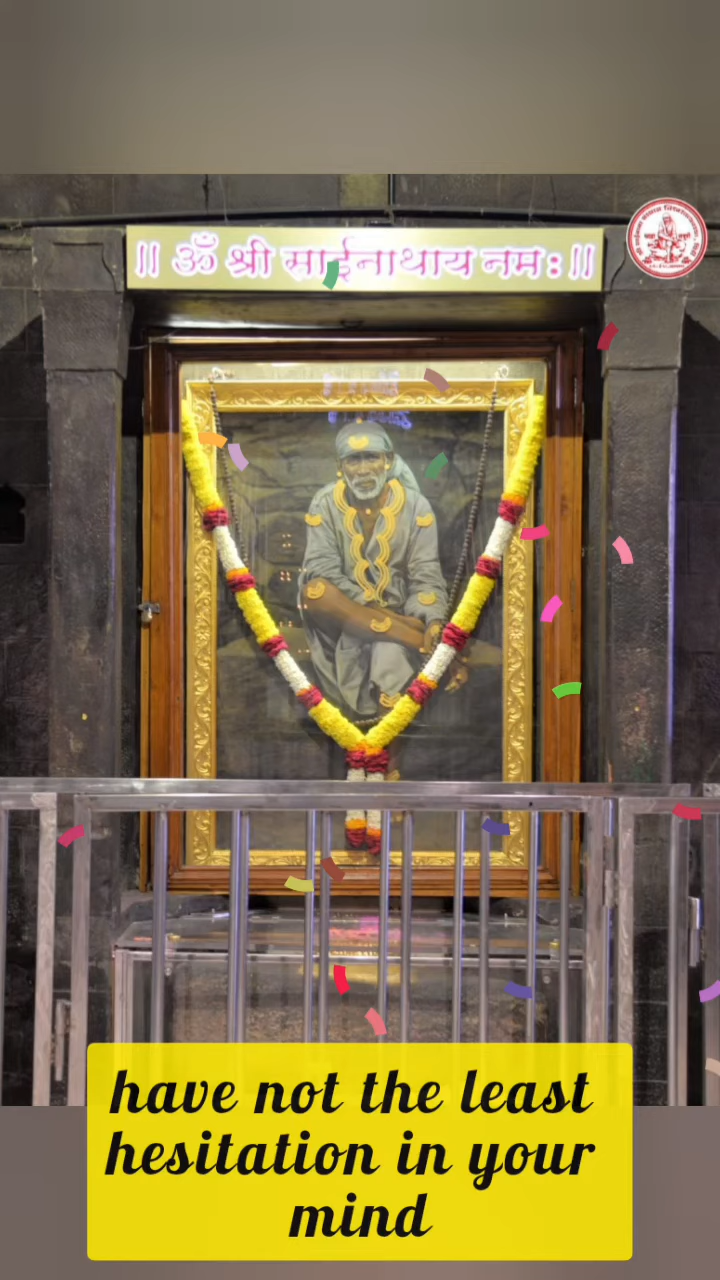 || ॐ श्री साईनाथाय नमः ||
have not the least
hesitation in your
mind